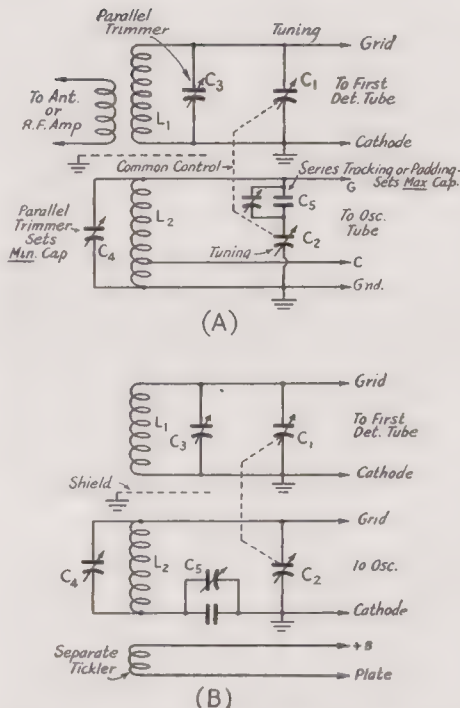 Parallel
Trimmer
Tuning
Grid
C3
C1
To First
Det. Tube
To Ant.
or
R.F. Amp
L1
Cathode
Common Control
Series Tracking or Padding-
Sets Max Cap.
G
C5
L2
To Osc.
Tube
Parallel
Trimmer
Sets
Min. Cap
C4
C2
Tuning
C
Gnd.
(A)
Grid
L1
C3
C1
To First
Det. Tube
Shield
Cathode
Grid
C4
L2
C5
C2
To Osc.
Cathode
Separate
Tickler
+B
Plate
(B)